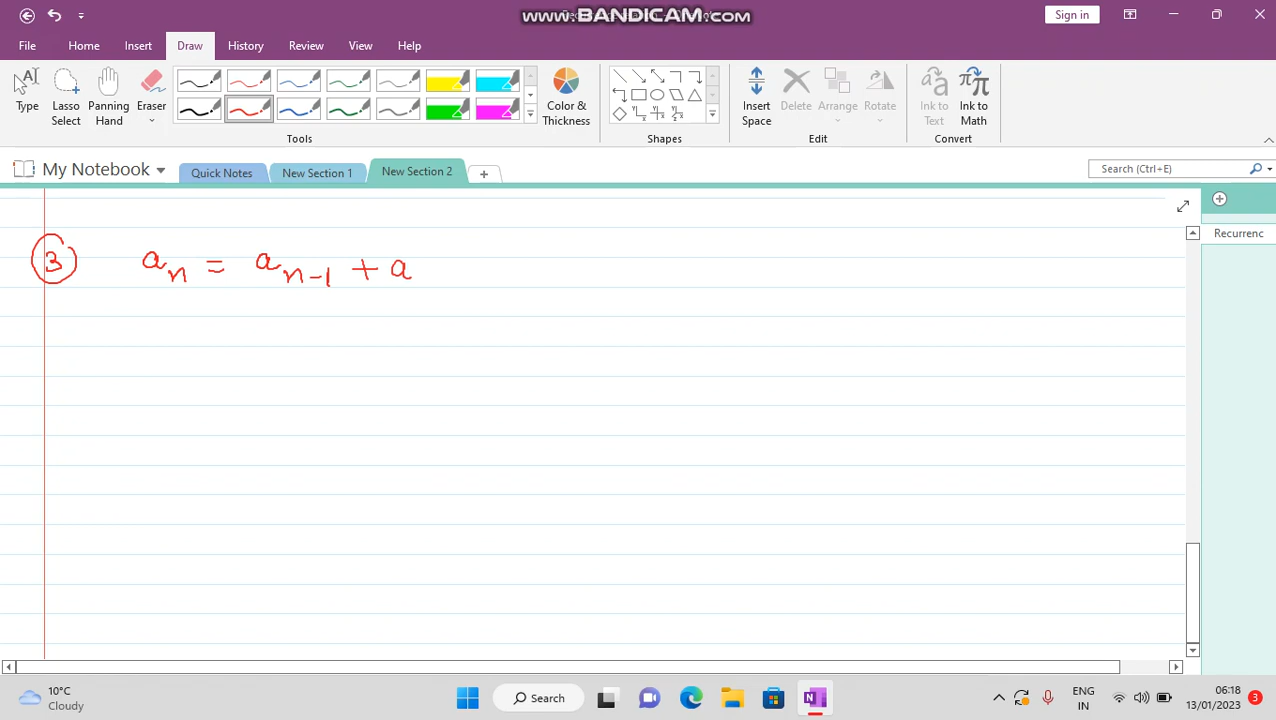 www.BANDICAM.com
Sign in
File Home Insert Draw History Review View Help
Type Lasso Select Panning Hand Eraser Color & Thickness Insert Space Delete Arrange Rotate Ink to Text Ink to Math
Tools Shapes Edit Convert
My Notebook Quick Notes New Section 1 New Section 2 Search (Ctrl+E)
Recurrenc
③ aₙ = aₙ₋₁ + a
10°C
Cloudy
Search
ENG
IN
06:18
13/01/2023
3